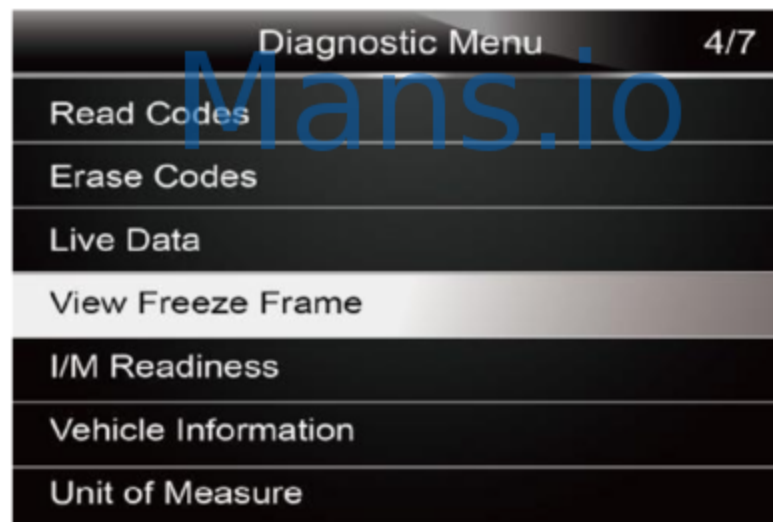 Diagnostic Menu 4/7
Mans.io
Read Codes
Erase Codes
Live Data
View Freeze Frame
I/M Readiness
Vehicle Information
Unit of Measure